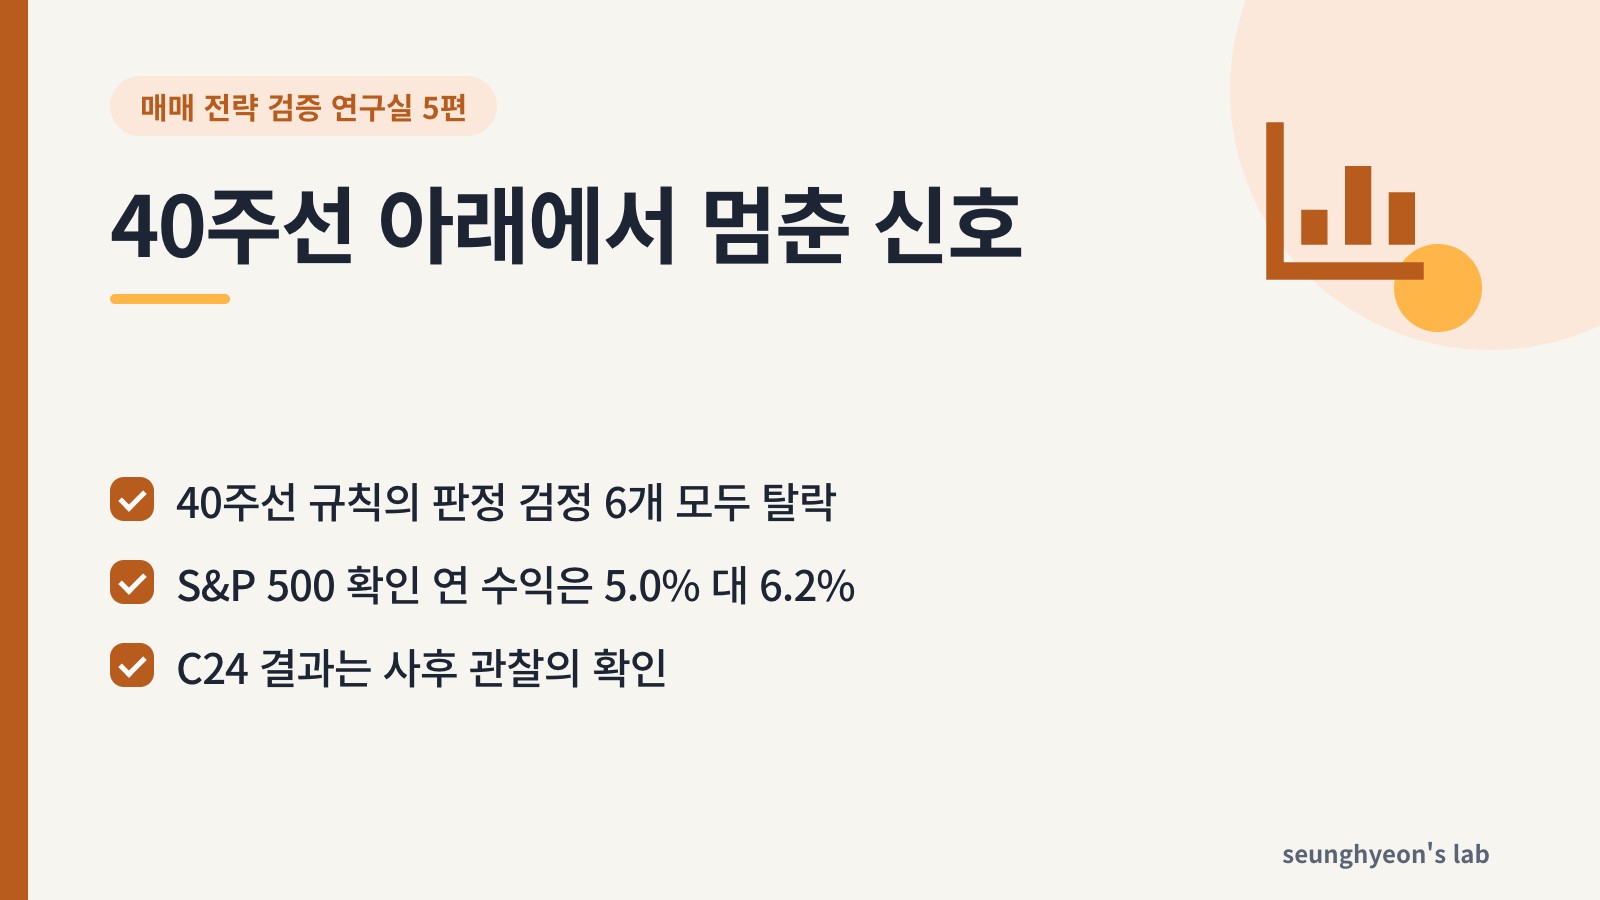 매매 전략 검증 연구실 5편
40주선 아래에서 멈춘 신호
40주선 규칙의 판정 검정 6개 모두 탈락
S&P 500 확인 연 수익은 5.0% 대 6.2%
C24 결과는 사후 관찰의 확인
seunghyeon's lab